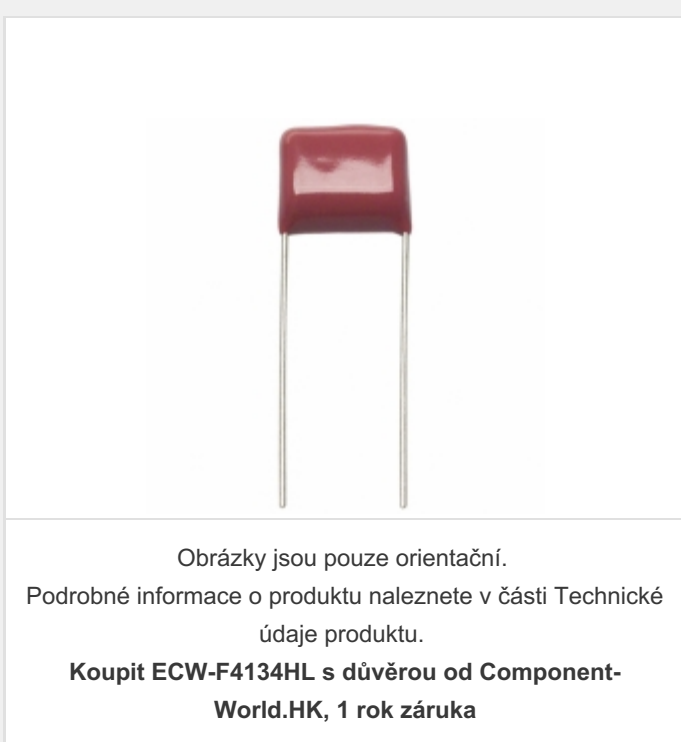 Obrázky jsou pouze orientační.
Podrobné informace o produktu naleznete v části Technické
údaje produktu.
Koupit ECW-F4134HL s důvěrou od Component-
World.HK, 1 rok záruka